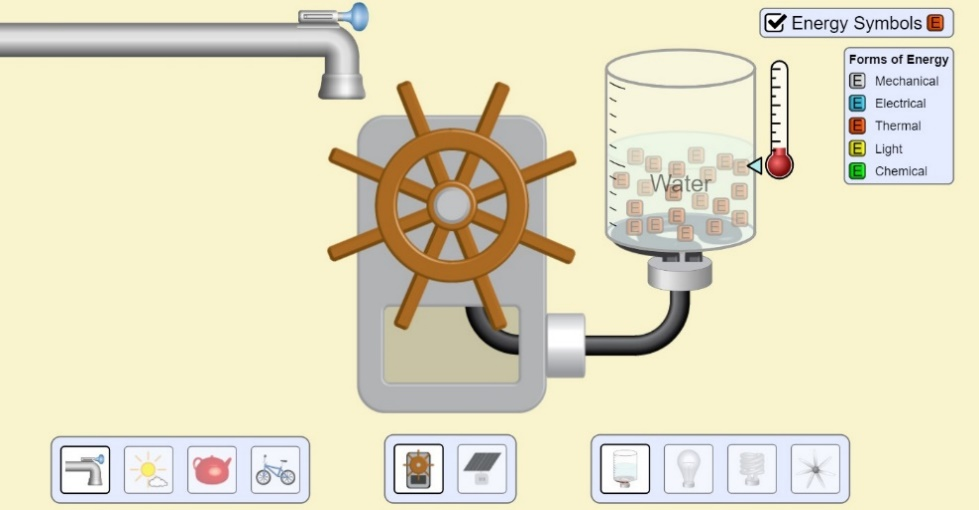 Energy Symbols E
Forms of Energy
E Mechanical
E Electrical
E Thermal
E Light
E Chemical
Water
E E E E E E E E E E E E E E E E E E E E